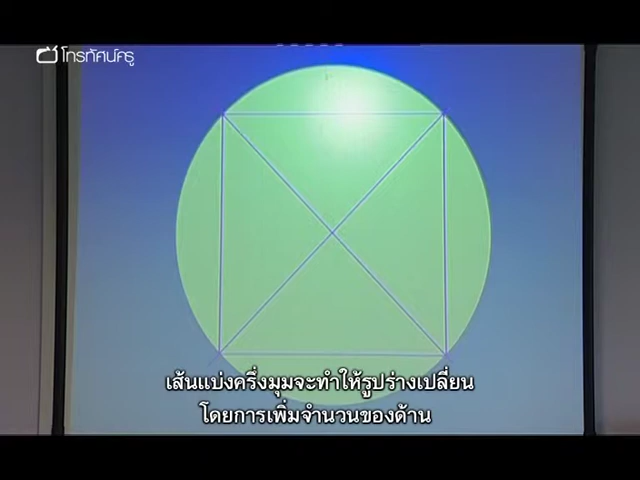 โทรทัศน์ครู
เส้นแบ่งครึ่งมุมจะทำให้รูปร่างเปลี่ยน
โดยการเพิ่มจำนวนของด้าน